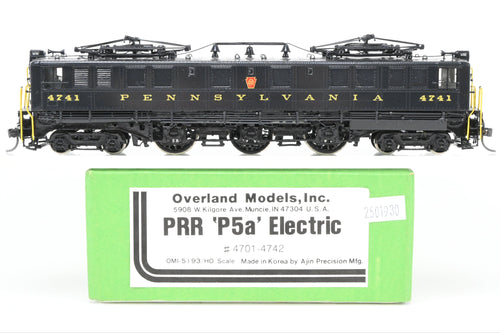 4741 PENNSYLVANIA 4741
Overland Models, Inc.
5908 W. Kilgore Ave, Muncie, IN 47304 U.S.A.
PRR 'P5a' Electric
# 4701-4742
OMI-5193/HO Scale Made in Korea by Ajin Precision Mfg.